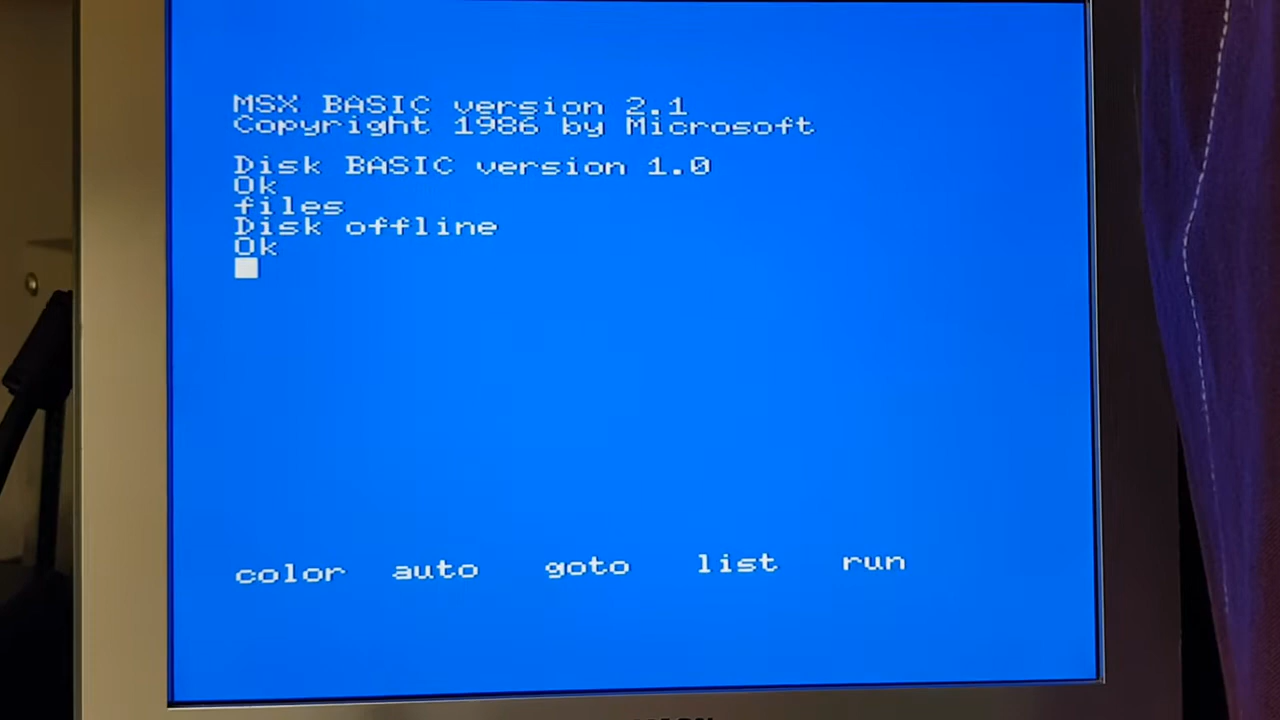 MSX BASIC version 2.1
Copyright 1986 by Microsoft
Disk BASIC version 1.0
Ok
files
Disk offline
Ok
color auto goto list run